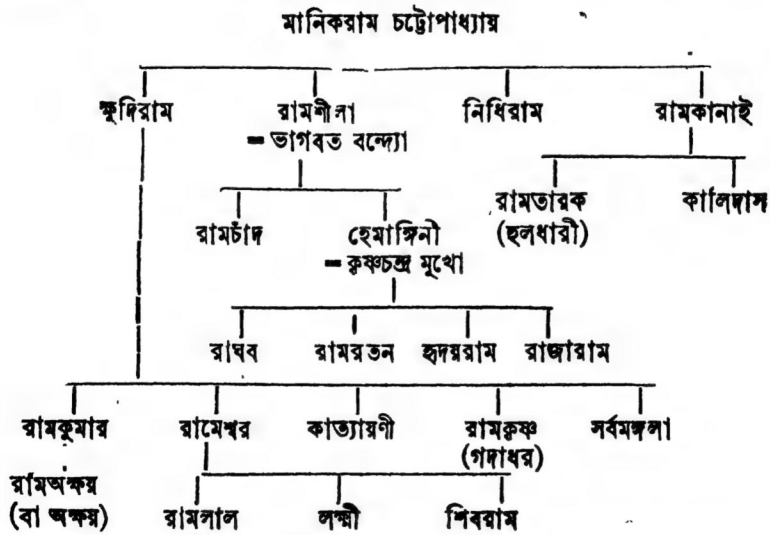 মানিকরাম চট্টোপাধ্যায়
ক্ষুদিরাম রামশীলা নিধিরাম রামকানাই
= ভাগবত বন্দ্যো
রামতারক কালিদাস
(হলধারী)
রামচাঁদ হেমাঙ্গিনী
= কৃষ্ণচন্দ্র মুখো
রাঘব রামরতন হৃদয়রাম রাজারাম
রামকুমার রামেশ্বর কাত্যায়ণী রামকৃষ্ণ সর্বমঙ্গলা
(গদাধর)
রামঅক্ষয়
(বা অক্ষয়) রামলাল লক্ষ্মী শিবরাম